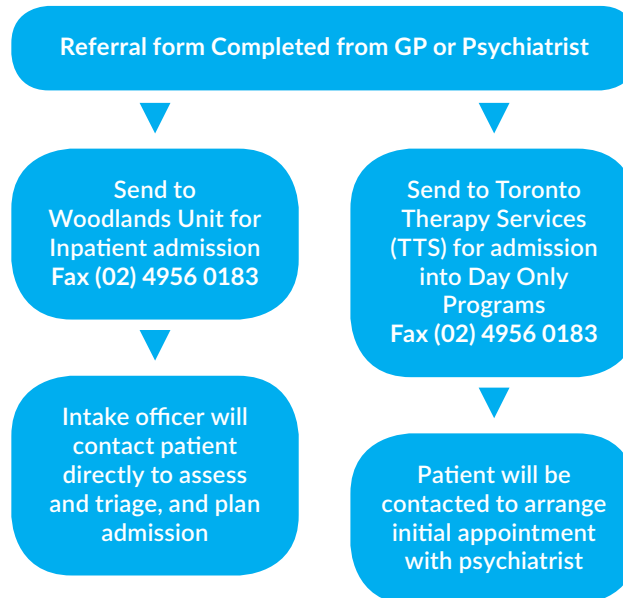 Referral form Completed from GP or Psychiatrist
Send to
Woodlands Unit for
Inpatient admission
Fax (02) 4956 0183
Send to Toronto
Therapy Services
(TTS) for admission
into Day Only
Programs
Fax (02) 4956 0183
Intake officer will
contact patient
directly to assess
and triage, and plan
admission
Patient will be
contacted to arrange
initial appointment
with psychiatrist